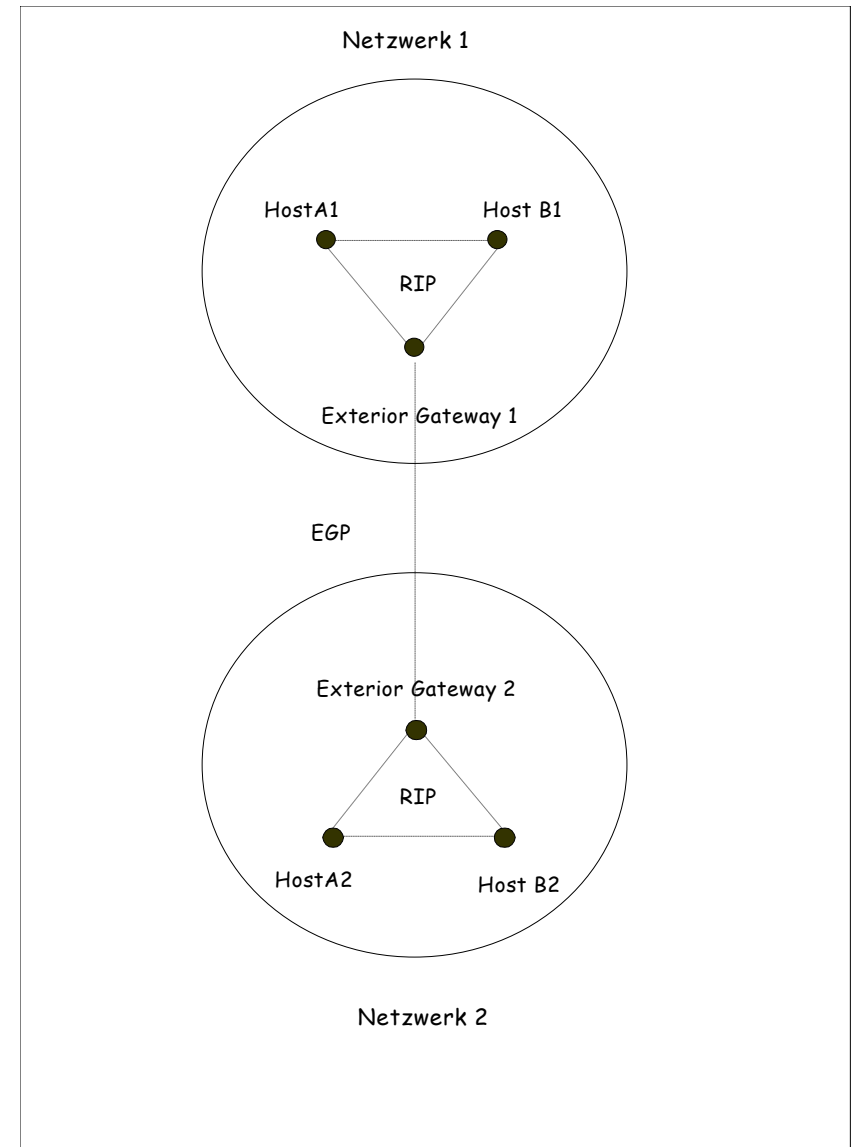 Netzwerk 1
HostA1 Host B1
RIP
Exterior Gateway 1
EGP
Exterior Gateway 2
RIP
HostA2 Host B2
Netzwerk 2